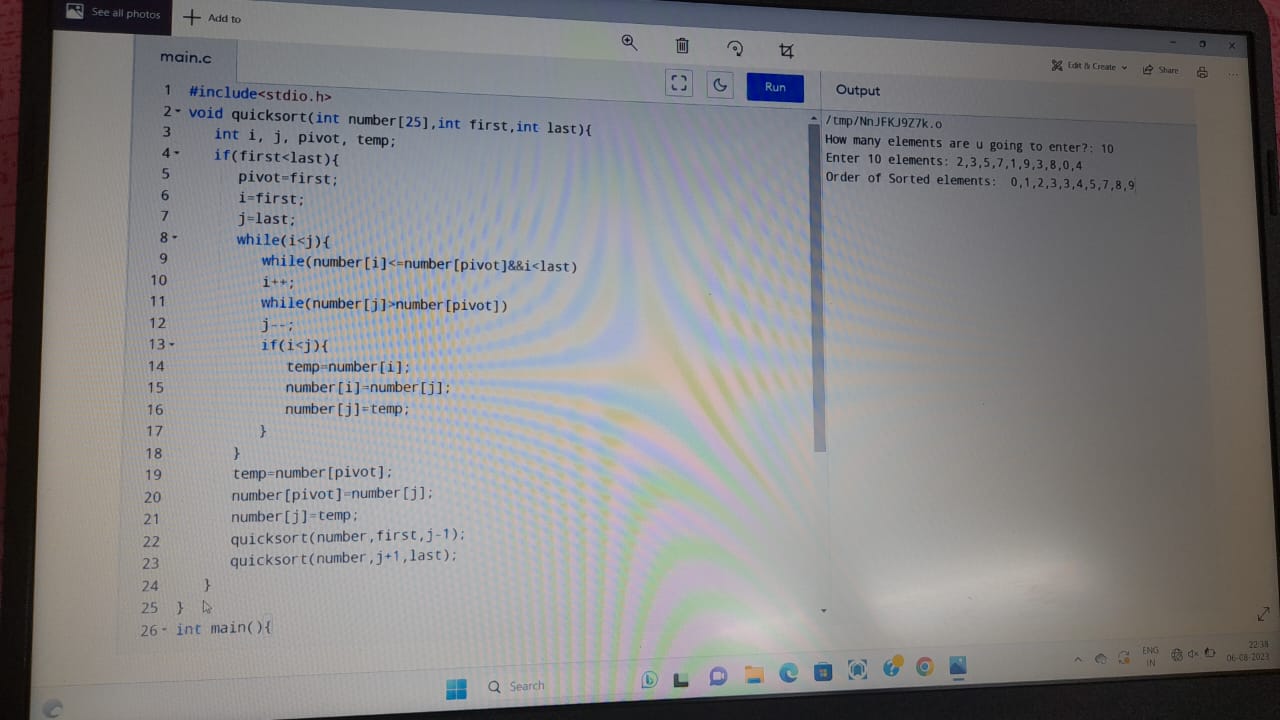 See all photos
Add to
Edit & Create
Share
main.c
Run
Output
1 #include<stdio.h>
2 void quicksort(int number[25],int first,int last){
3 int i, j, pivot, temp;
4 if(first<last){
5 pivot=first;
6 i=first;
7 j=last;
8 while(i<j){
9 while(number[i]<=number[pivot]&&i<last)
10 i++;
11 while(number[j]>number[pivot])
12 j--;
13 if(i<j){
14 temp=number[i];
15 number[i]=number[j];
16 number[j]=temp;
17 }
18 }
19 temp=number[pivot];
20 number[pivot]=number[j];
21 number[j]=temp;
22 quicksort(number,first,j-1);
23 quicksort(number,j+1,last);
24 }
25 }
26 int main(){
/tmp/NnJFKJ9Z7k.o
How many elements are u going to enter?: 10
Enter 10 elements: 2,3,5,7,1,9,3,8,0,4
Order of Sorted elements: 0,1,2,3,3,4,5,7,8,9
Search
ENG
IN
22:38
06-08-2023